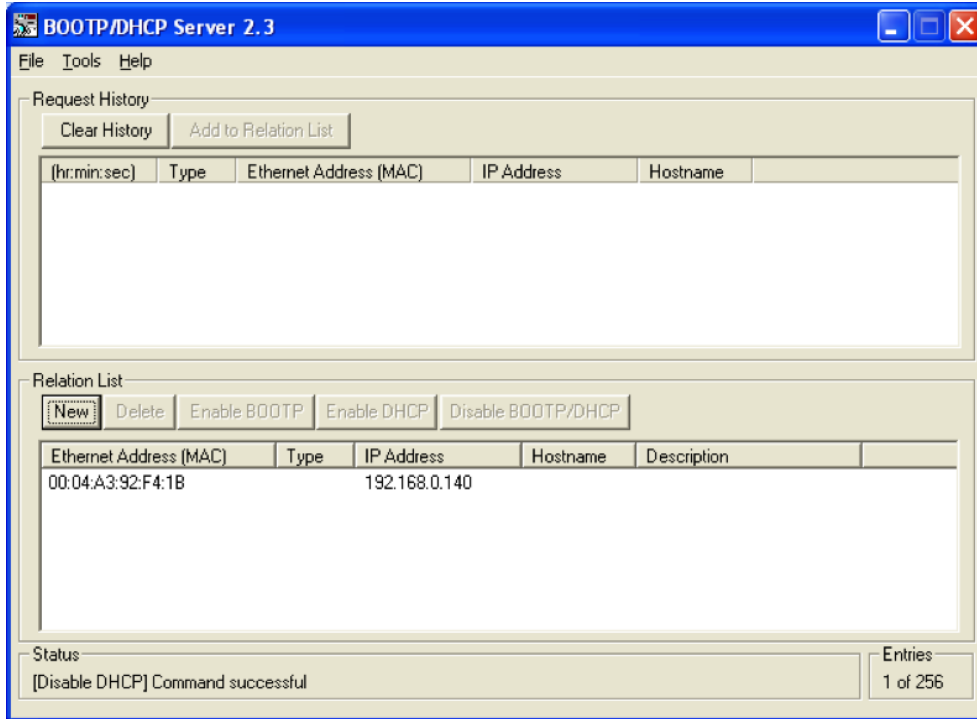 BOOTP/DHCP Server 2.3
File Tools Help
Request History
Clear History Add to Relation List
(hr:min:sec) Type Ethernet Address (MAC) IP Address Hostname
Relation List
New Delete Enable BOOTP Enable DHCP Disable BOOTP/DHCP
Ethernet Address (MAC) Type IP Address Hostname Description
00:04:A3:92:F4:1B 192.168.0.140
Status Entries
[Disable DHCP] Command successful 1 of 256